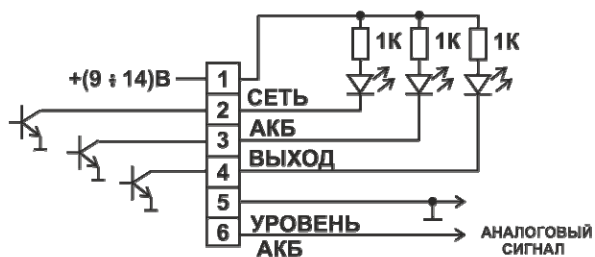 1К 1К 1К
+(9 ÷ 14)В 1
2 СЕТЬ
3 АКБ
4 ВЫХОД
5
6 УРОВЕНЬ
АКБ
АНАЛОГОВЫЙ
СИГНАЛ